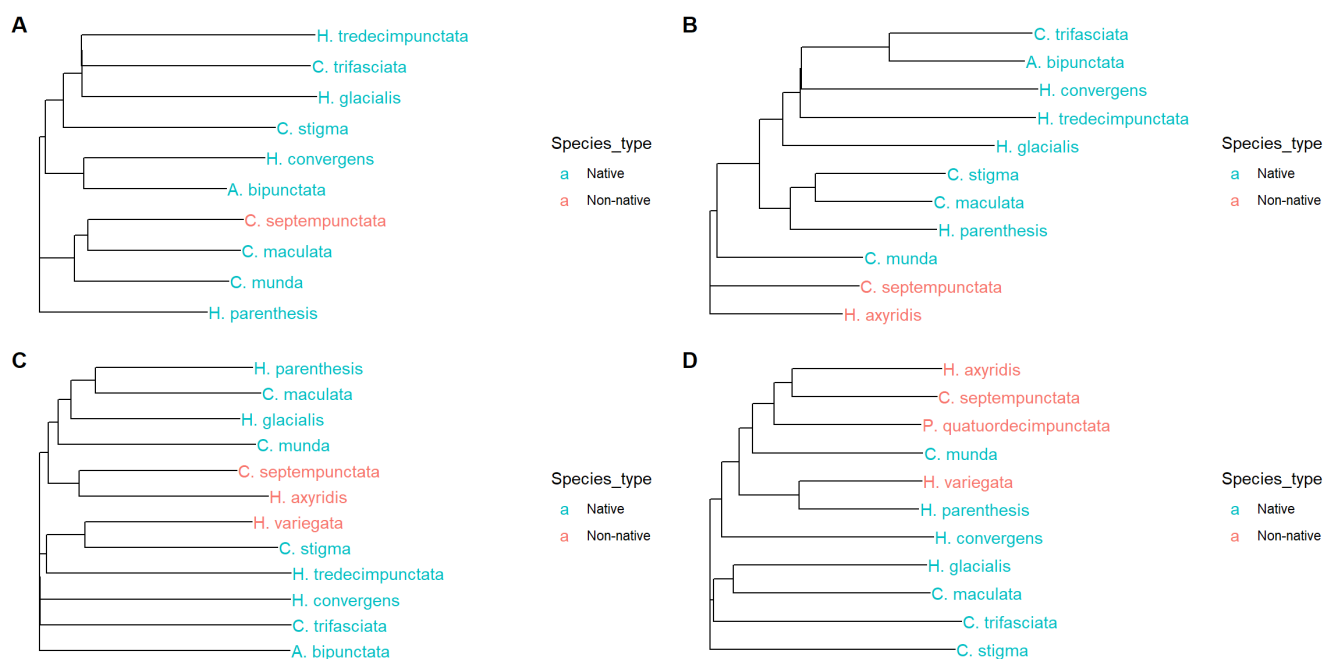 A
H. tredecimpunctata
C. trifasciata
H. glacialis
C. stigma
H. convergens
A. bipunctata
C. septempunctata
C. maculata
C. munda
H. parenthesis
Species_type
a Native
a Non-native
B
C. trifasciata
A. bipunctata
H. convergens
H. tredecimpunctata
H. glacialis
C. stigma
C. maculata
H. parenthesis
C. munda
C. septempunctata
H. axyridis
Species_type
a Native
a Non-native
C
H. parenthesis
C. maculata
H. glacialis
C. munda
C. septempunctata
H. axyridis
H. variegata
C. stigma
H. tredecimpunctata
H. convergens
C. trifasciata
A. bipunctata
Species_type
a Native
a Non-native
D
H. axyridis
C. septempunctata
P. quatuordecimpunctata
C. munda
H. variegata
H. parenthesis
H. convergens
H. glacialis
C. maculata
C. trifasciata
C. stigma
Species_type
a Native
a Non-native